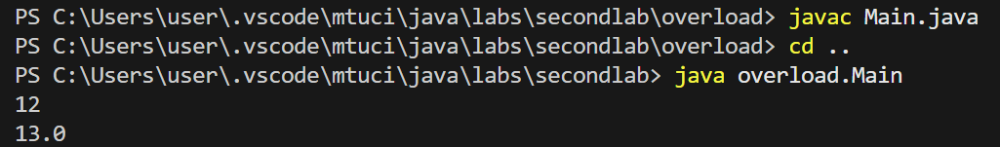 PS C:\Users\user\.vscode\mtuci\java\labs\secondlab\overload> javac Main.java
PS C:\Users\user\.vscode\mtuci\java\labs\secondlab\overload> cd ..
PS C:\Users\user\.vscode\mtuci\java\labs\secondlab> java overload.Main
12
13.0